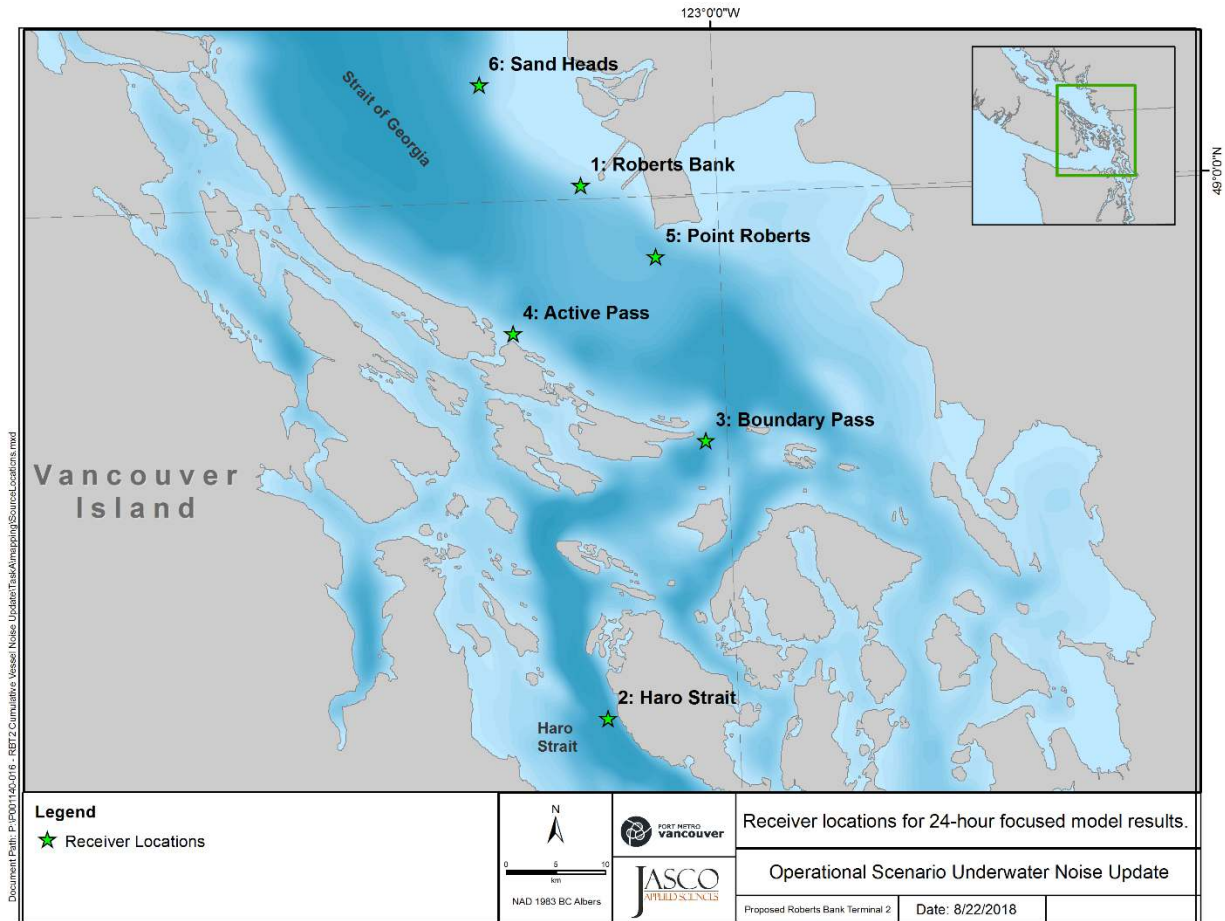 123°0'0"W
6: Sand Heads
Strait of Georgia
1: Roberts Bank
49°0'0"N
5: Point Roberts
4: Active Pass
3: Boundary Pass
Vancouver
Island
2: Haro Strait
Haro
Strait
Document Path: P:\P001140-016 - RBT2 Cumulative Vessel Noise Update\TaskA\mapping\SourceLocations.mxd
Legend
Receiver Locations
N
0 5 10
km
NAD 1983 BC Albers
PORT METRO
vancouver
JASCO
APPLIED SCIENCES
Receiver locations for 24-hour focused model results.
Operational Scenario Underwater Noise Update
Proposed Roberts Bank Terminal 2
Date: 8/22/2018